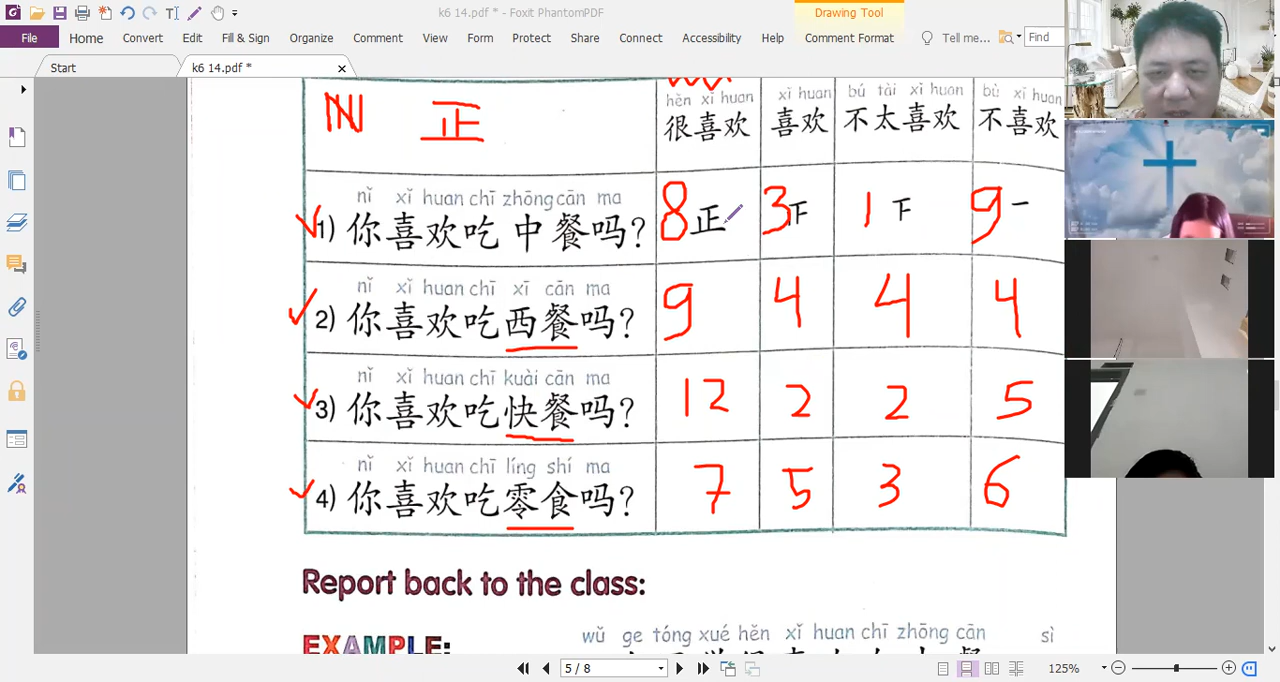 k6 14.pdf * - Foxit PhantomPDF
Drawing Tool
File Home Convert Edit Fill & Sign Organize Comment View Form Protect Share Connect Accessibility Help Comment Format Tell me... Find
Start k6 14.pdf *
hěn xǐ huan xǐ huan bú tài xǐ huan bù xǐ huan
正 很喜欢 喜欢 不太喜欢 不喜欢
nǐ xǐ huan chī zhōng cān ma
1) 你喜欢吃中餐吗? 8 正 3 下 1 下 9 一
nǐ xǐ huan chī xī cān ma
2) 你喜欢吃西餐吗? 9 4 4 4
nǐ xǐ huan chī kuài cān ma
3) 你喜欢吃快餐吗? 12 2 2 5
nǐ xǐ huan chī líng shí ma
4) 你喜欢吃零食吗? 7 5 3 6
Report back to the class:
EXAMPLE: wǔ ge tóng xué hěn xǐ huan chī zhōng cān sì
5 / 8 125%